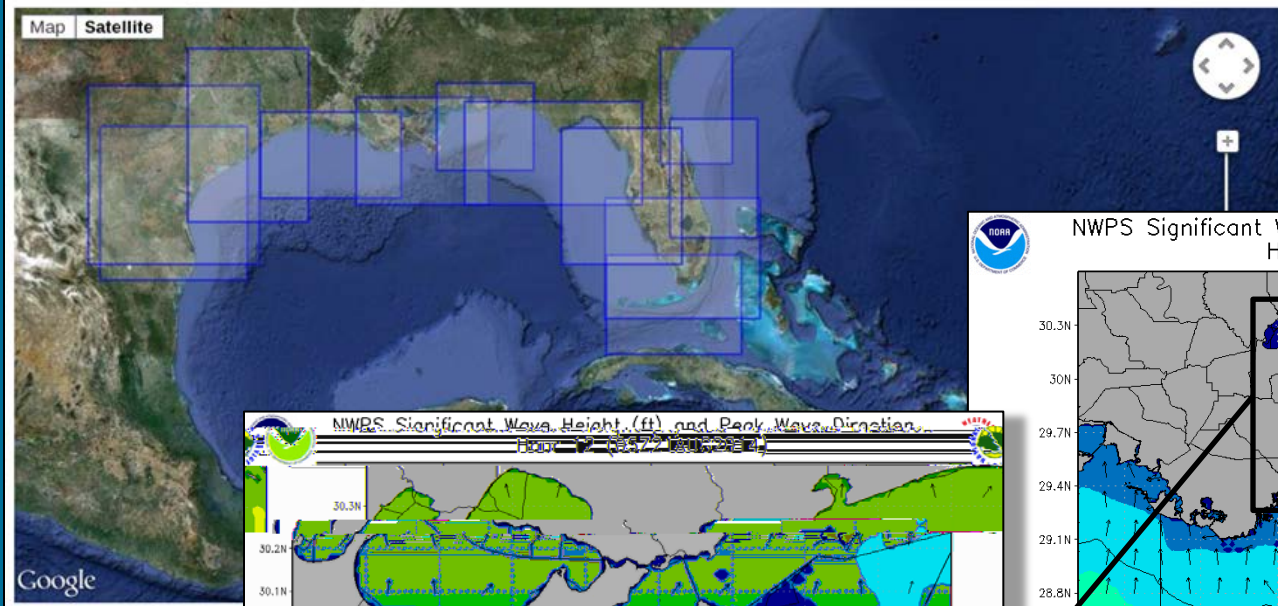 Map Satellite
+
Google
NOAA
NWPS Significant
H
30.3N
30N
29.7N
29.4N
29.1N
28.8N
NWPS Significant Wave Height (ft) and Peak Wave Direction
30.3N
30.2N
30.1N